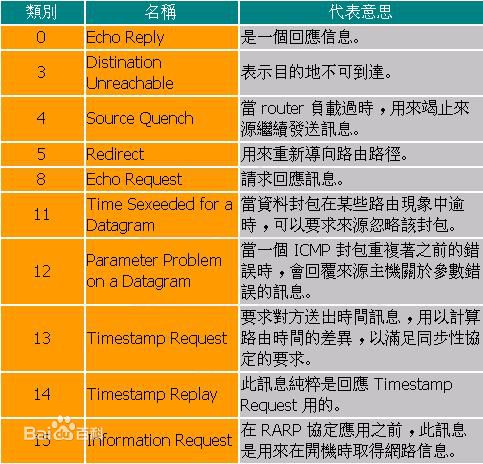 類別 名稱 代表意思
0 Echo Reply 是一個回應信息。
3 Distination
Unreachable 表示目的地不可到達。
4 Source Quench 當 router 負載過時，用來竭止來
源繼續發送訊息。
5 Redirect 用來重新導向路由路徑。
8 Echo Request 請求回應訊息。
11 Time Sexeeded for a
Datagram 當資料封包在某些路由現象中逾
時，可以要求來源忽略該封包。
12 Parameter Problem
on a Datagram 當一個 ICMP 封包重複著之前的錯
誤時，會回覆來源主機關於參數錯
誤的訊息。
13 Timestamp Request 要求對方送出時間訊息，用以計算
路由時間的差異，以滿足同步性協
定的要求。
14 Timestamp Replay 此訊息純粹是回應 Timestamp
Request 用的。
15 Information Request 在 RARP 協定應用之前，此訊息
是用來在開機時取得網路信息。
Bai百科